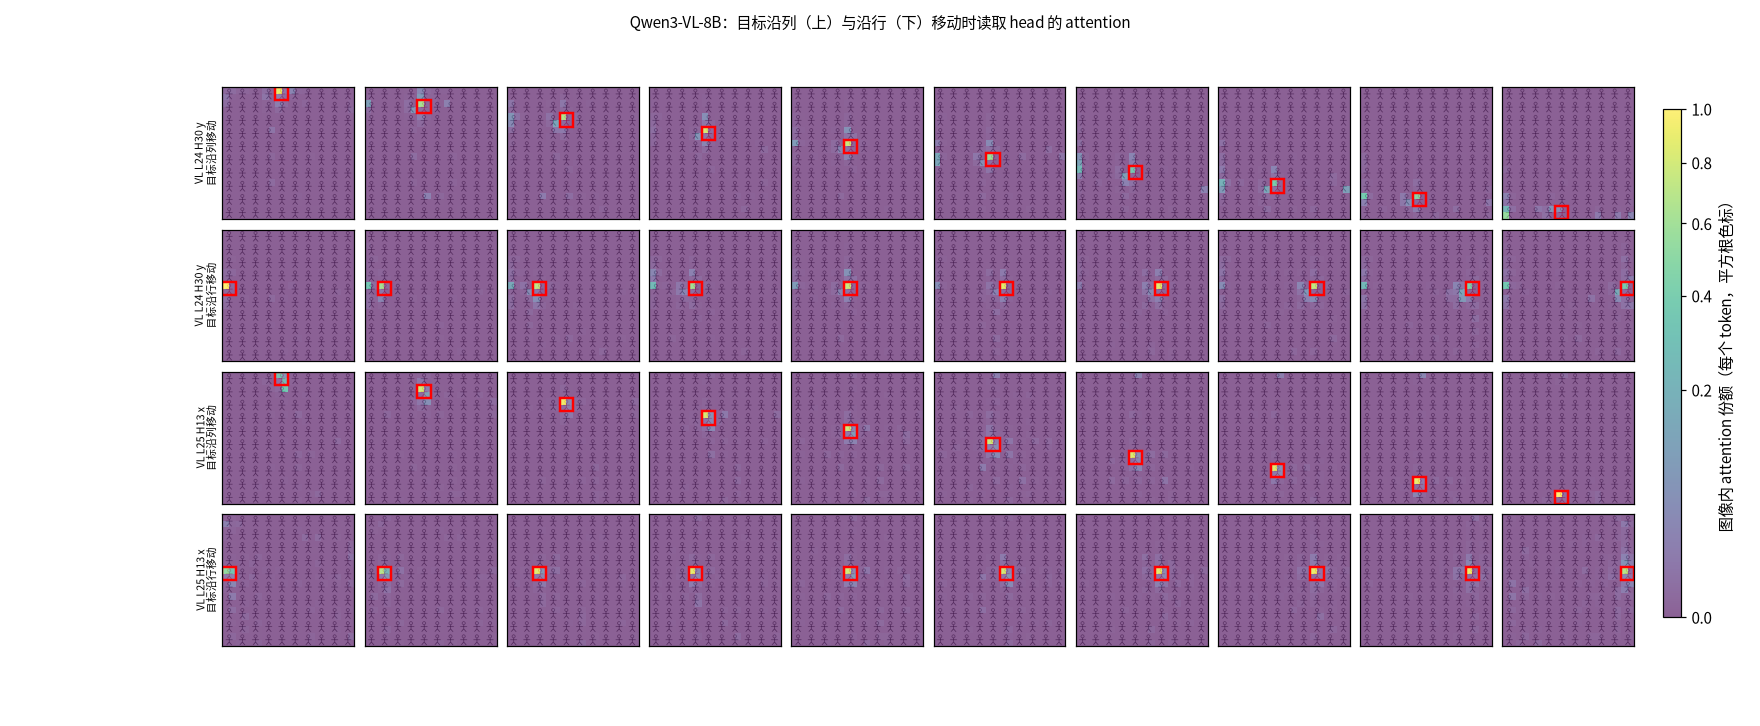 Qwen3-VL-8B：目标沿列（上）与沿行（下）移动时读取 head 的 attention
VL L24 H30 y
目标沿列移动
VL L24 H30 y
目标沿行移动
VL L25 H13 x
目标沿列移动
VL L25 H13 x
目标沿行移动
1.0
0.8
0.6
0.4
0.2
0.0
图像内 attention 份额（每个 token，平方根色标）